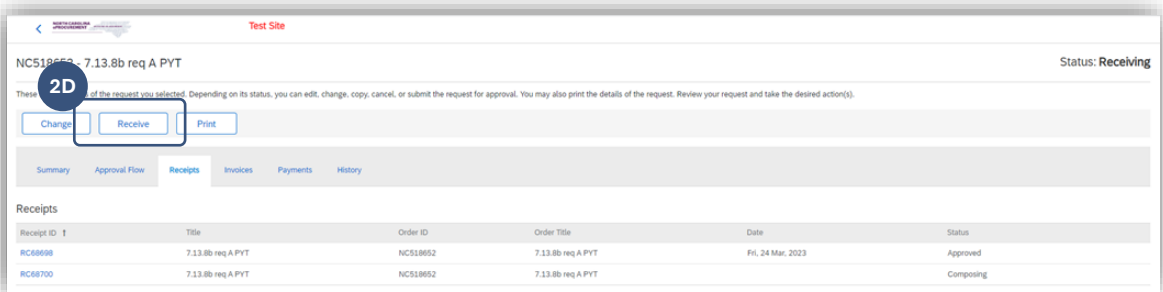 NORTH CAROLINA
ePROCUREMENT
Test Site
NC518652 - 7.13.8b req A PYT
Status: Receiving
2D
These of the request you selected. Depending on its status, you can edit, change, copy, cancel, or submit the request for approval. You may also print the details of the request. Review your request and take the desired action(s).
Change Receive Print
Summary Approval Flow Receipts Invoices Payments History
Receipts
Receipt ID ↑ Title Order ID Order Title Date Status
RC68698 7.13.8b req A PYT NC518652 7.13.8b req A PYT Fri, 24 Mar, 2023 Approved
RC68700 7.13.8b req A PYT NC518652 7.13.8b req A PYT Composing